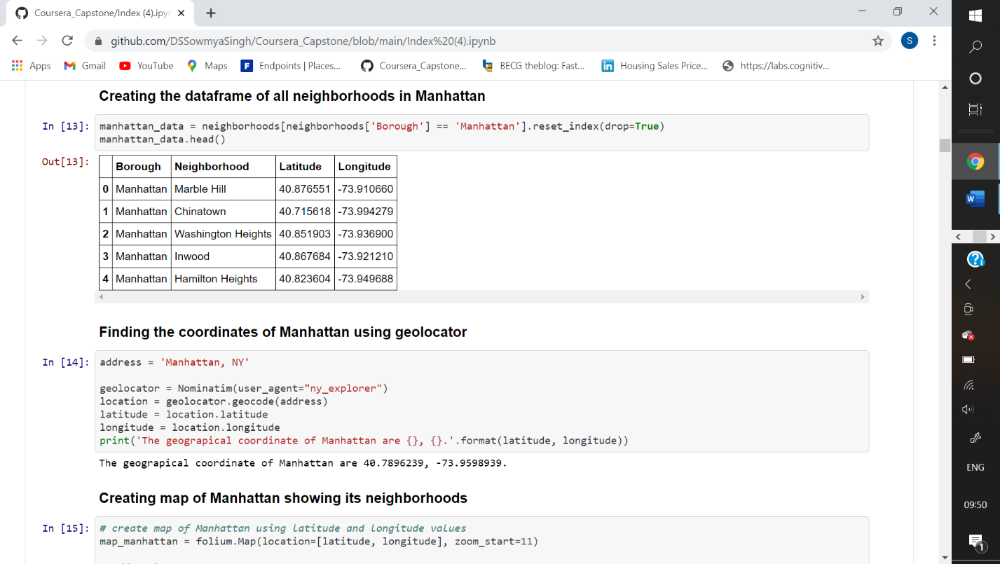 Coursera_Capstone/Index (4).ipyn
github.com/DSSowmyaSingh/Coursera_Capstone/blob/main/Index%20(4).ipynb
S
Apps Gmail YouTube Maps F Endpoints | Places... Coursera_Capstone... BECG theblog: Fast... in Housing Sales Price... https://labs.cognitiv...
Creating the dataframe of all neighborhoods in Manhattan
In [13]: manhattan_data = neighborhoods[neighborhoods['Borough'] == 'Manhattan'].reset_index(drop=True)
manhattan_data.head()
Out[13]:
Borough Neighborhood Latitude Longitude
0 Manhattan Marble Hill 40.876551 -73.910660
1 Manhattan Chinatown 40.715618 -73.994279
2 Manhattan Washington Heights 40.851903 -73.936900
3 Manhattan Inwood 40.867684 -73.921210
4 Manhattan Hamilton Heights 40.823604 -73.949688
Finding the coordinates of Manhattan using geolocator
In [14]: address = 'Manhattan, NY'
geolocator = Nominatim(user_agent="ny_explorer")
location = geolocator.geocode(address)
latitude = location.latitude
longitude = location.longitude
print('The geograpical coordinate of Manhattan are {}, {}.'.format(latitude, longitude))
The geograpical coordinate of Manhattan are 40.7896239, -73.9598939.
Creating map of Manhattan showing its neighborhoods
In [15]: # create map of Manhattan using latitude and longitude values
map_manhattan = folium.Map(location=[latitude, longitude], zoom_start=11)
W
ENG
09:50
1